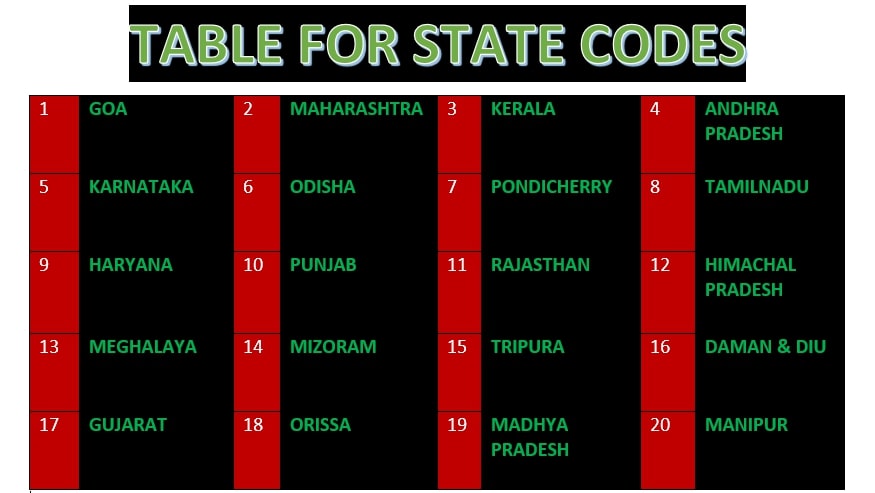 TABLE FOR STATE CODES
1 GOA 2 MAHARASHTRA 3 KERALA 4 ANDHRA
PRADESH
5 KARNATAKA 6 ODISHA 7 PONDICHERRY 8 TAMILNADU
9 HARYANA 10 PUNJAB 11 RAJASTHAN 12 HIMACHAL
PRADESH
13 MEGHALAYA 14 MIZORAM 15 TRIPURA 16 DAMAN & DIU
17 GUJARAT 18 ORISSA 19 MADHYA 20 MANIPUR
PRADESH